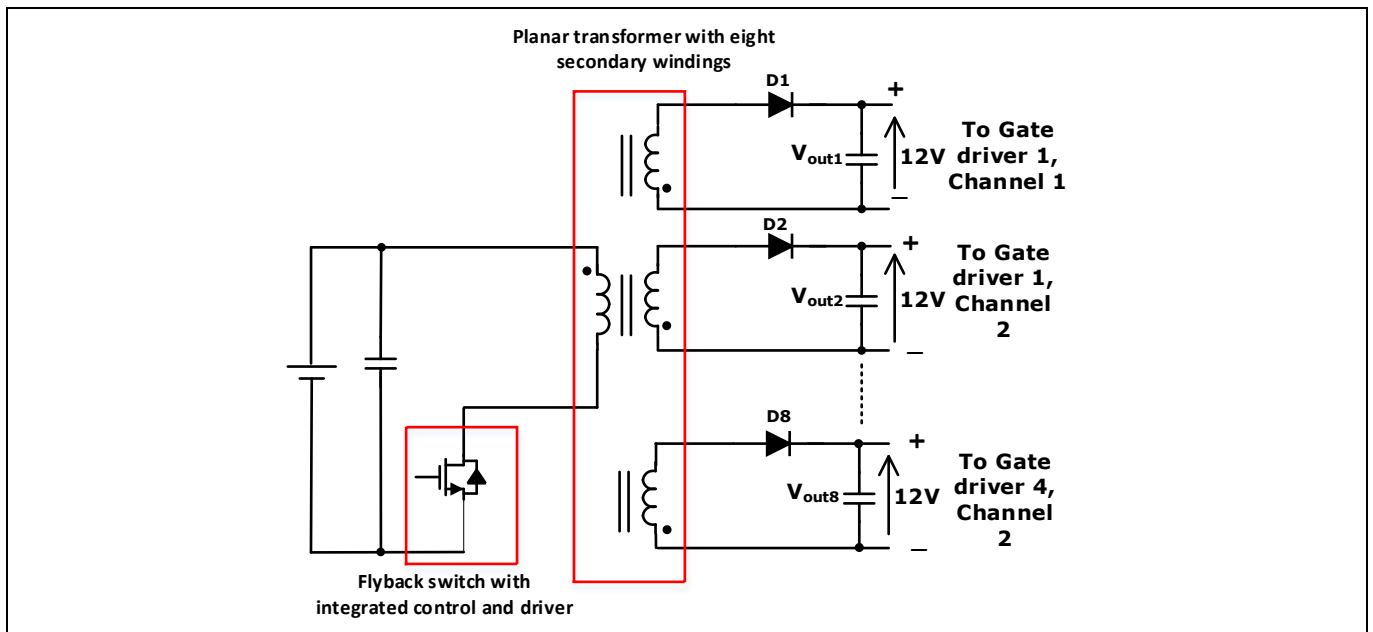 Planar transformer with eight
secondary windings
D1
+
Vout1
12V
To Gate
driver 1,
Channel 1
–
D2
+
Vout2
12V
To Gate
driver 1,
Channel
2
–
D8
+
Vout8
12V
To Gate
driver 4,
Channel
2
–
Flyback switch with
integrated control and driver